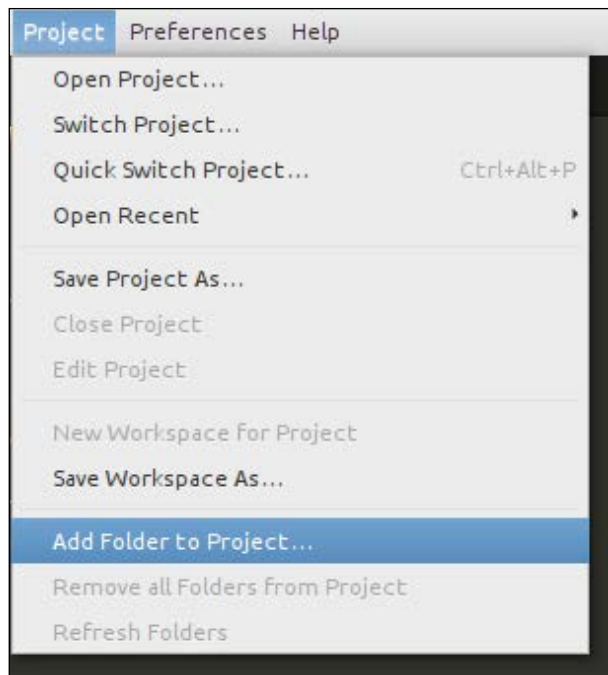 Project Preferences Help
Open Project...
Switch Project...
Quick Switch Project... Ctrl+Alt+P
Open Recent
Save Project As...
Close Project
Edit Project
New Workspace for Project
Save Workspace As...
Add Folder to Project...
Remove all Folders from Project
Refresh Folders